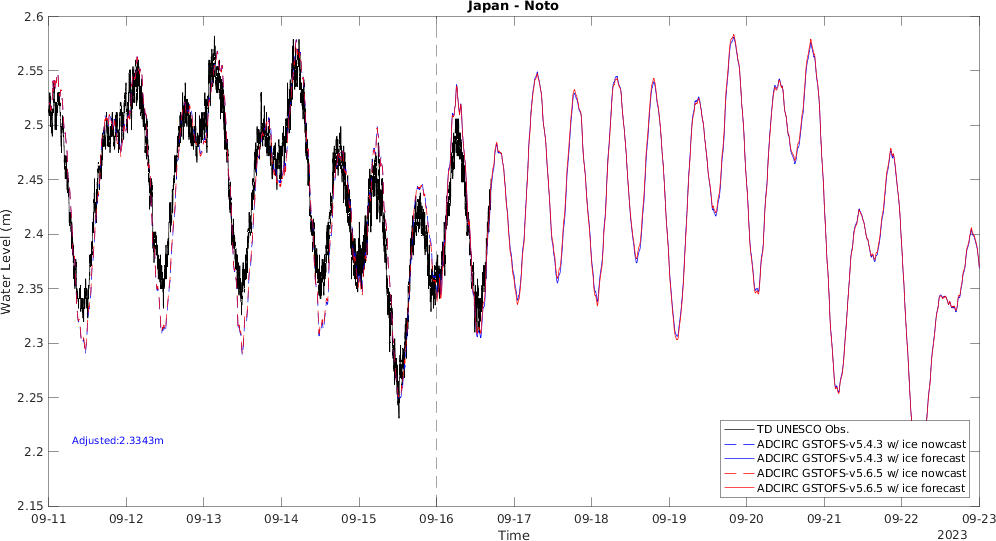 Japan - Noto
2.6
2.55
2.5
2.45
2.4
2.35
2.3
2.25
2.2
2.15
Water Level (m)
Adjusted:2.3343m
TD UNESCO Obs.
ADCIRC GSTOFS-v5.4.3 w/ ice nowcast
ADCIRC GSTOFS-v5.4.3 w/ ice forecast
ADCIRC GSTOFS-v5.6.5 w/ ice nowcast
ADCIRC GSTOFS-v5.6.5 w/ ice forecast
09-11 09-12 09-13 09-14 09-15 09-16 09-17 09-18 09-19 09-20 09-21 09-22 09-23
Time
2023